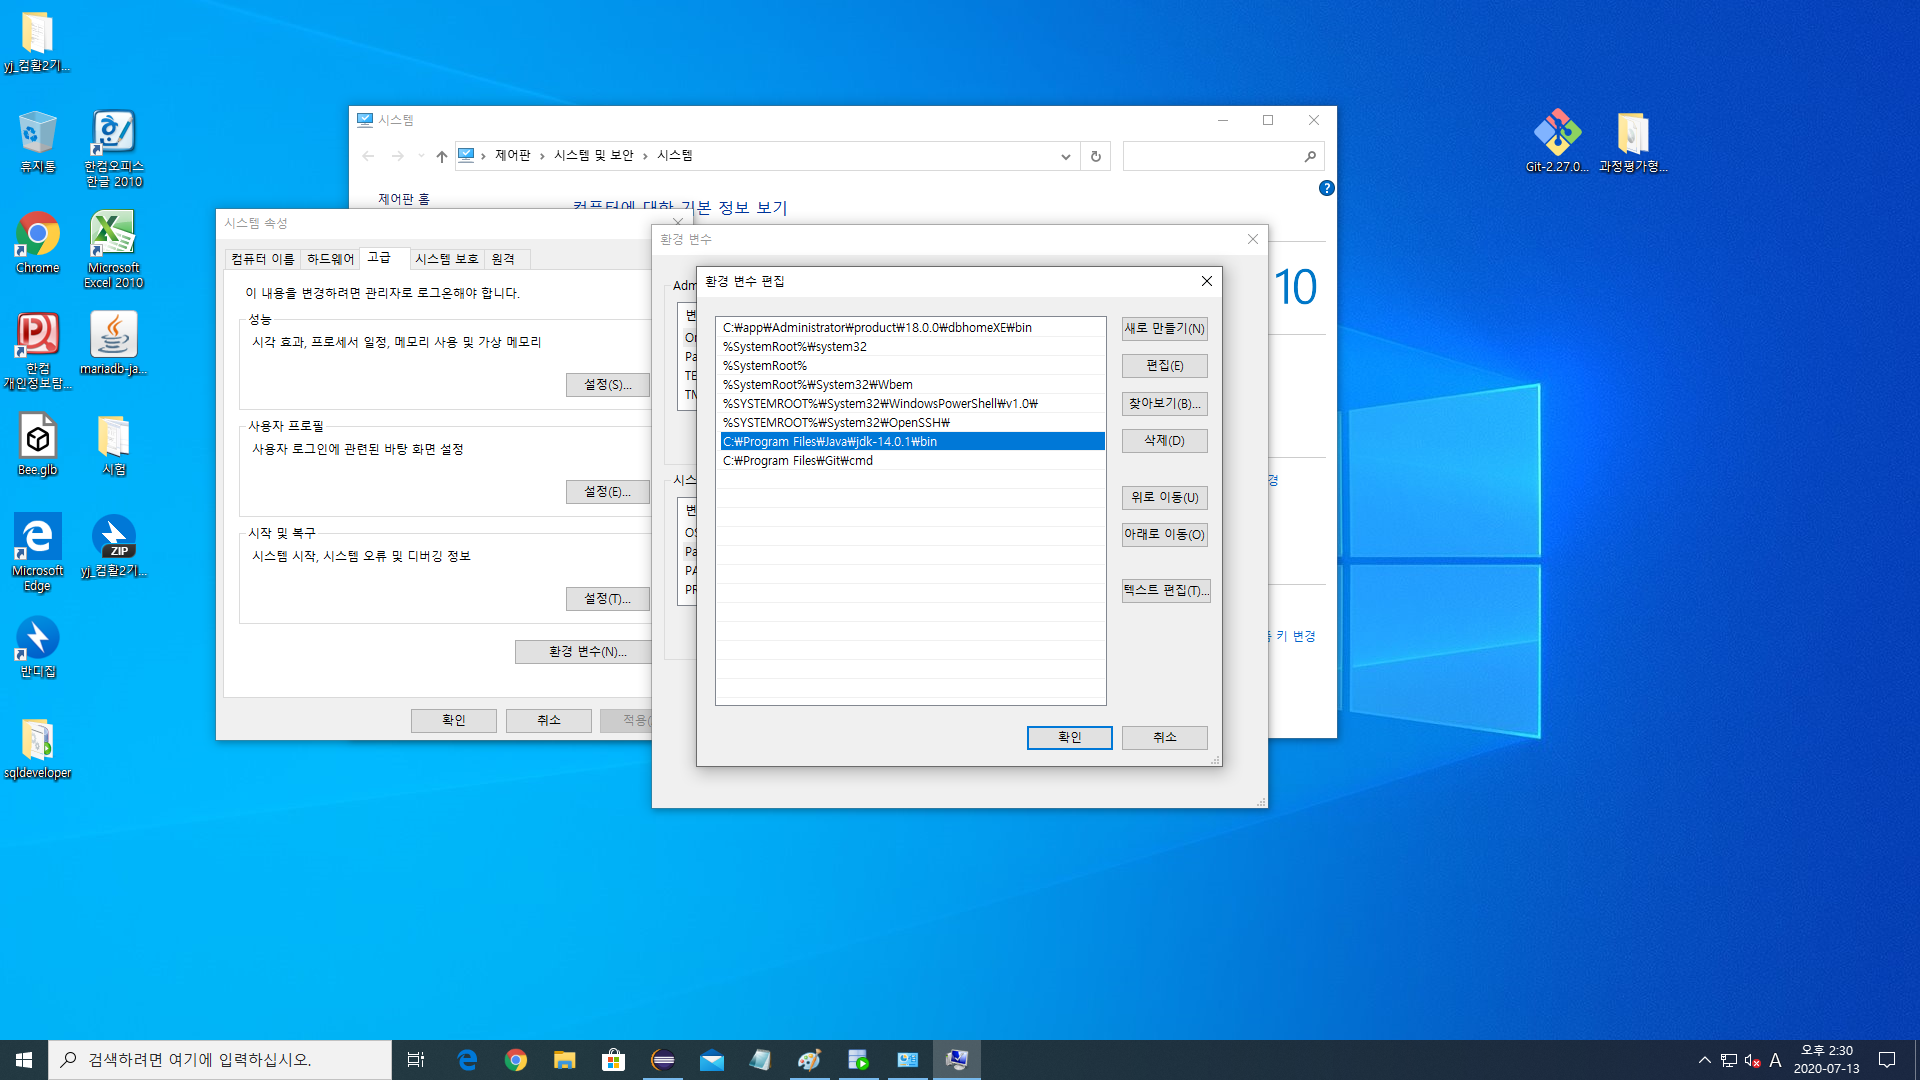 yj_컴활2기...
휴지통
한컴오피스
한글 2010
Chrome
Microsoft
Excel 2010
한컴
개인정보탐...
mariadb-ja...
Bee.glb
시험
Microsoft
Edge
ZIP
yj_컴활2기...
반디집
sqldeveloper
Git-2.27.0...
과정평가형...
시스템
제어판 › 시스템 및 보안 › 시스템
제어판 홈
컴퓨터에 대한 기본 정보 보기
10
경
키 변경
시스템 속성
컴퓨터 이름
하드웨어
고급
시스템 보호
원격
이 내용을 변경하려면 관리자로 로그온해야 합니다.
성능
시각 효과, 프로세서 일정, 메모리 사용 및 가상 메모리
설정(S)...
사용자 프로필
사용자 로그인에 관련된 바탕 화면 설정
설정(E)...
시작 및 복구
시스템 시작, 시스템 오류 및 디버깅 정보
설정(T)...
환경 변수(N)...
확인
취소
적용(
환경 변수
Adm
변
Or
Pa
TE
TM
시스
변
OS
Pa
PA
PR
환경 변수 편집
C:₩app₩Administrator₩product₩18.0.0₩dbhomeXE₩bin
%SystemRoot%₩system32
%SystemRoot%
%SystemRoot%₩System32₩Wbem
%SYSTEMROOT%₩System32₩WindowsPowerShell₩v1.0₩
%SYSTEMROOT%₩System32₩OpenSSH₩
C:₩Program Files₩Java₩jdk-14.0.1₩bin
C:₩Program Files₩Git₩cmd
새로 만들기(N)
편집(E)
찾아보기(B)...
삭제(D)
위로 이동(U)
아래로 이동(O)
텍스트 편집(T)...
확인
취소
검색하려면 여기에 입력하십시오.
A
오후 2:30
2020-07-13